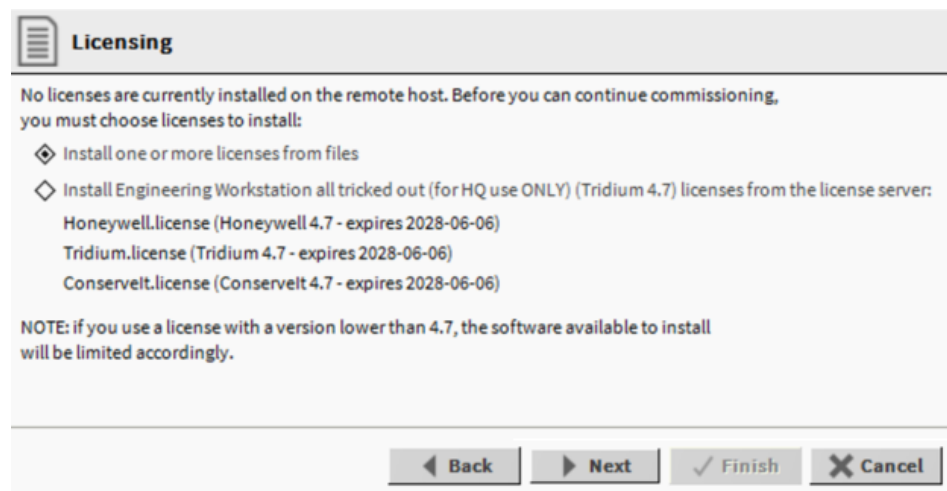 Licensing
No licenses are currently installed on the remote host. Before you can continue commissioning,
you must choose licenses to install:
Install one or more licenses from files
Install Engineering Workstation all tricked out (for HQ use ONLY) (Tridium 4.7) licenses from the license server:
Honeywell.license (Honeywell 4.7 - expires 2028-06-06)
Tridium.license (Tridium 4.7 - expires 2028-06-06)
ConserveIt.license (ConserveIt 4.7 - expires 2028-06-06)
NOTE: if you use a license with a version lower than 4.7, the software available to install
will be limited accordingly.
Back Next Finish Cancel